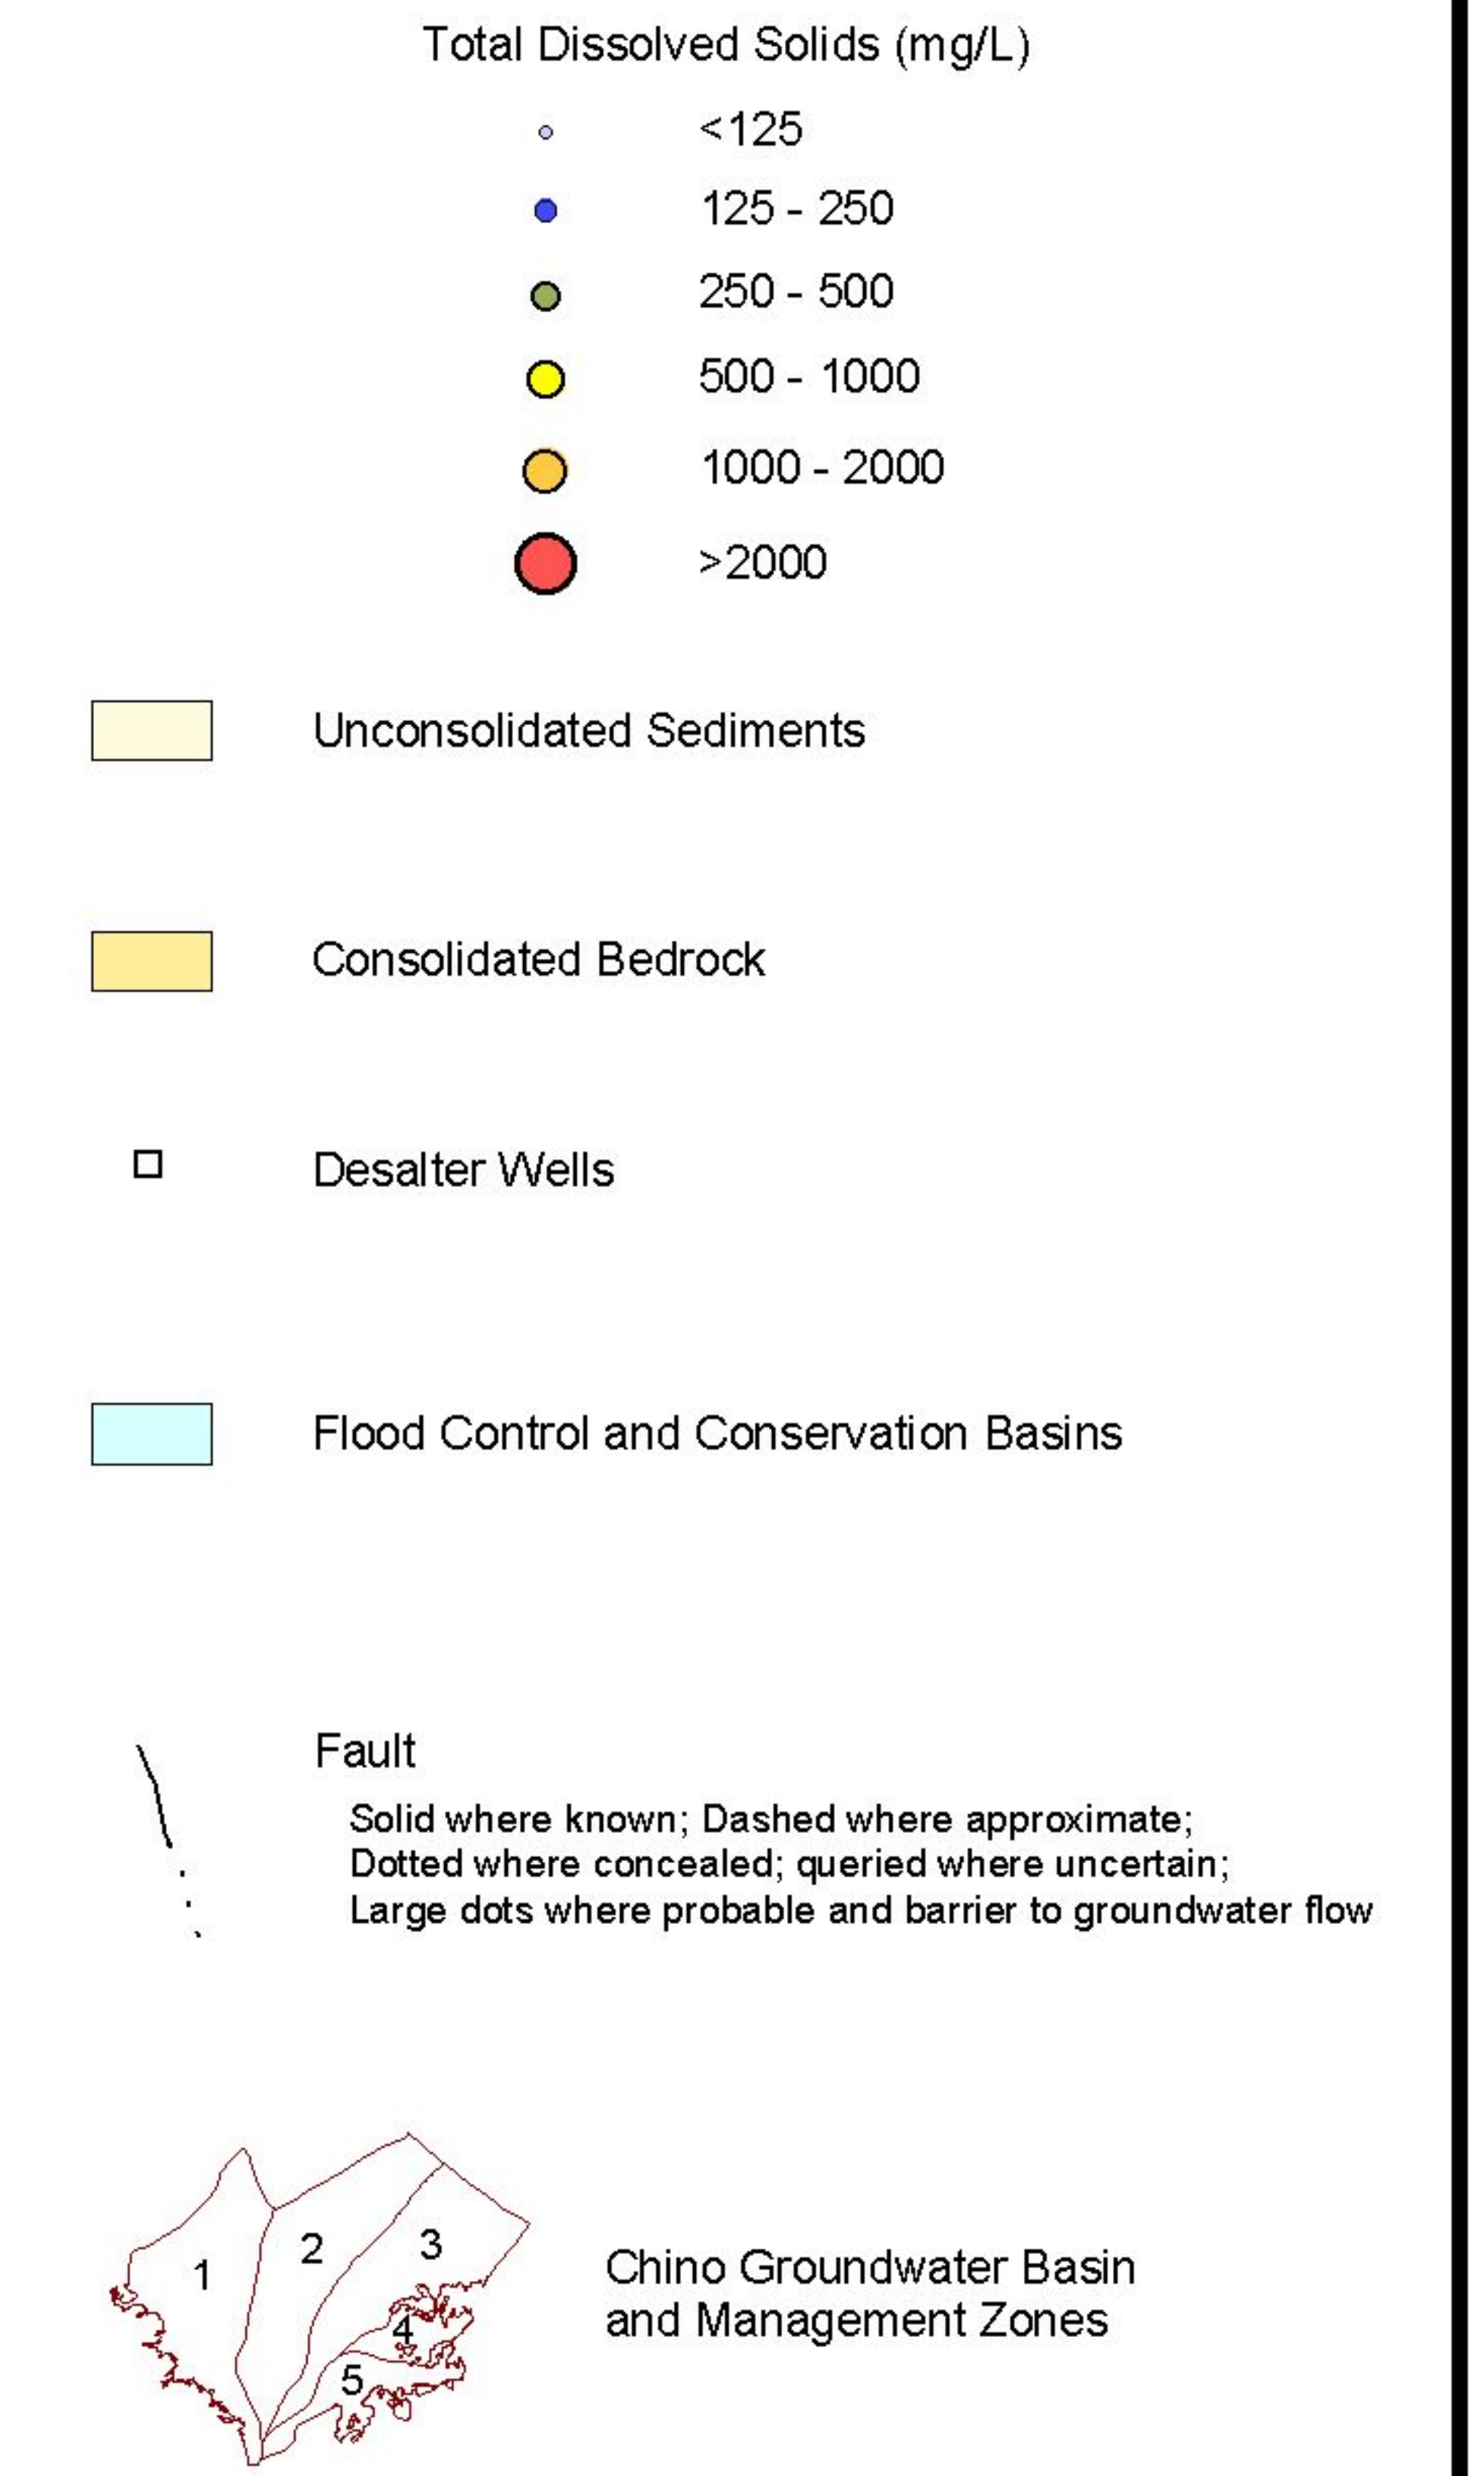 Total Dissolved Solids (mg/L)
<125
125 - 250
250 - 500
500 - 1000
1000 - 2000
>2000
Unconsolidated Sediments
Consolidated Bedrock
Desalter Wells
Flood Control and Conservation Basins
Fault
Solid where known; Dashed where approximate;
Dotted where concealed; queried where uncertain;
Large dots where probable and barrier to groundwater flow
1
2
3
4
5
Chino Groundwater Basin
and Management Zones